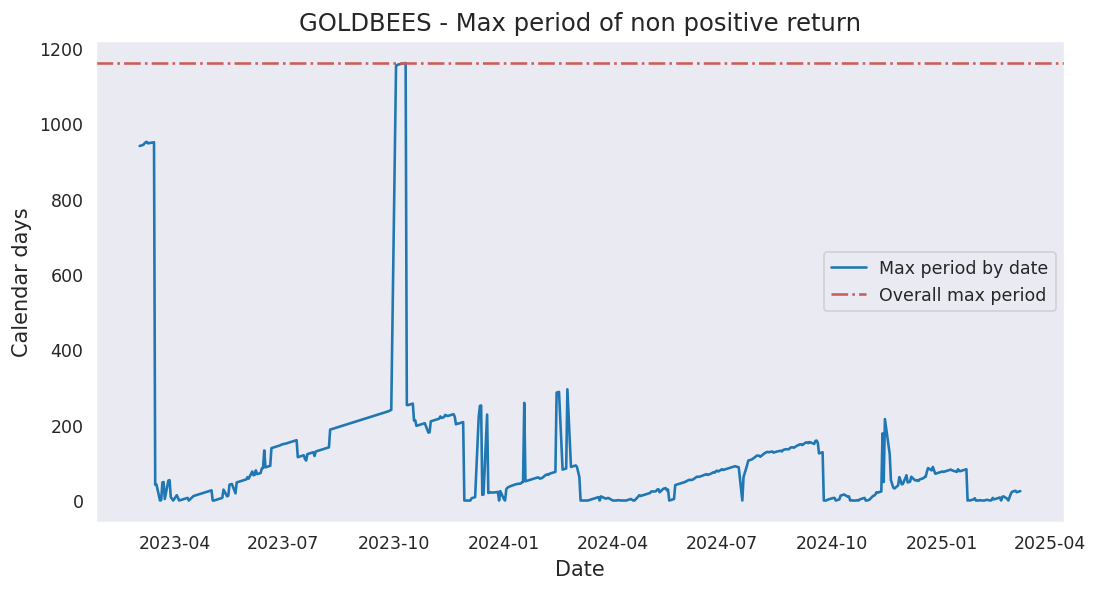 GOLDBEES - Max period of non positive return
1200
1000
800
600
400
200
0
Calendar days
Max period by date
Overall max period
2023-04 2023-07 2023-10 2024-01 2024-04 2024-07 2024-10 2025-01 2025-04
Date